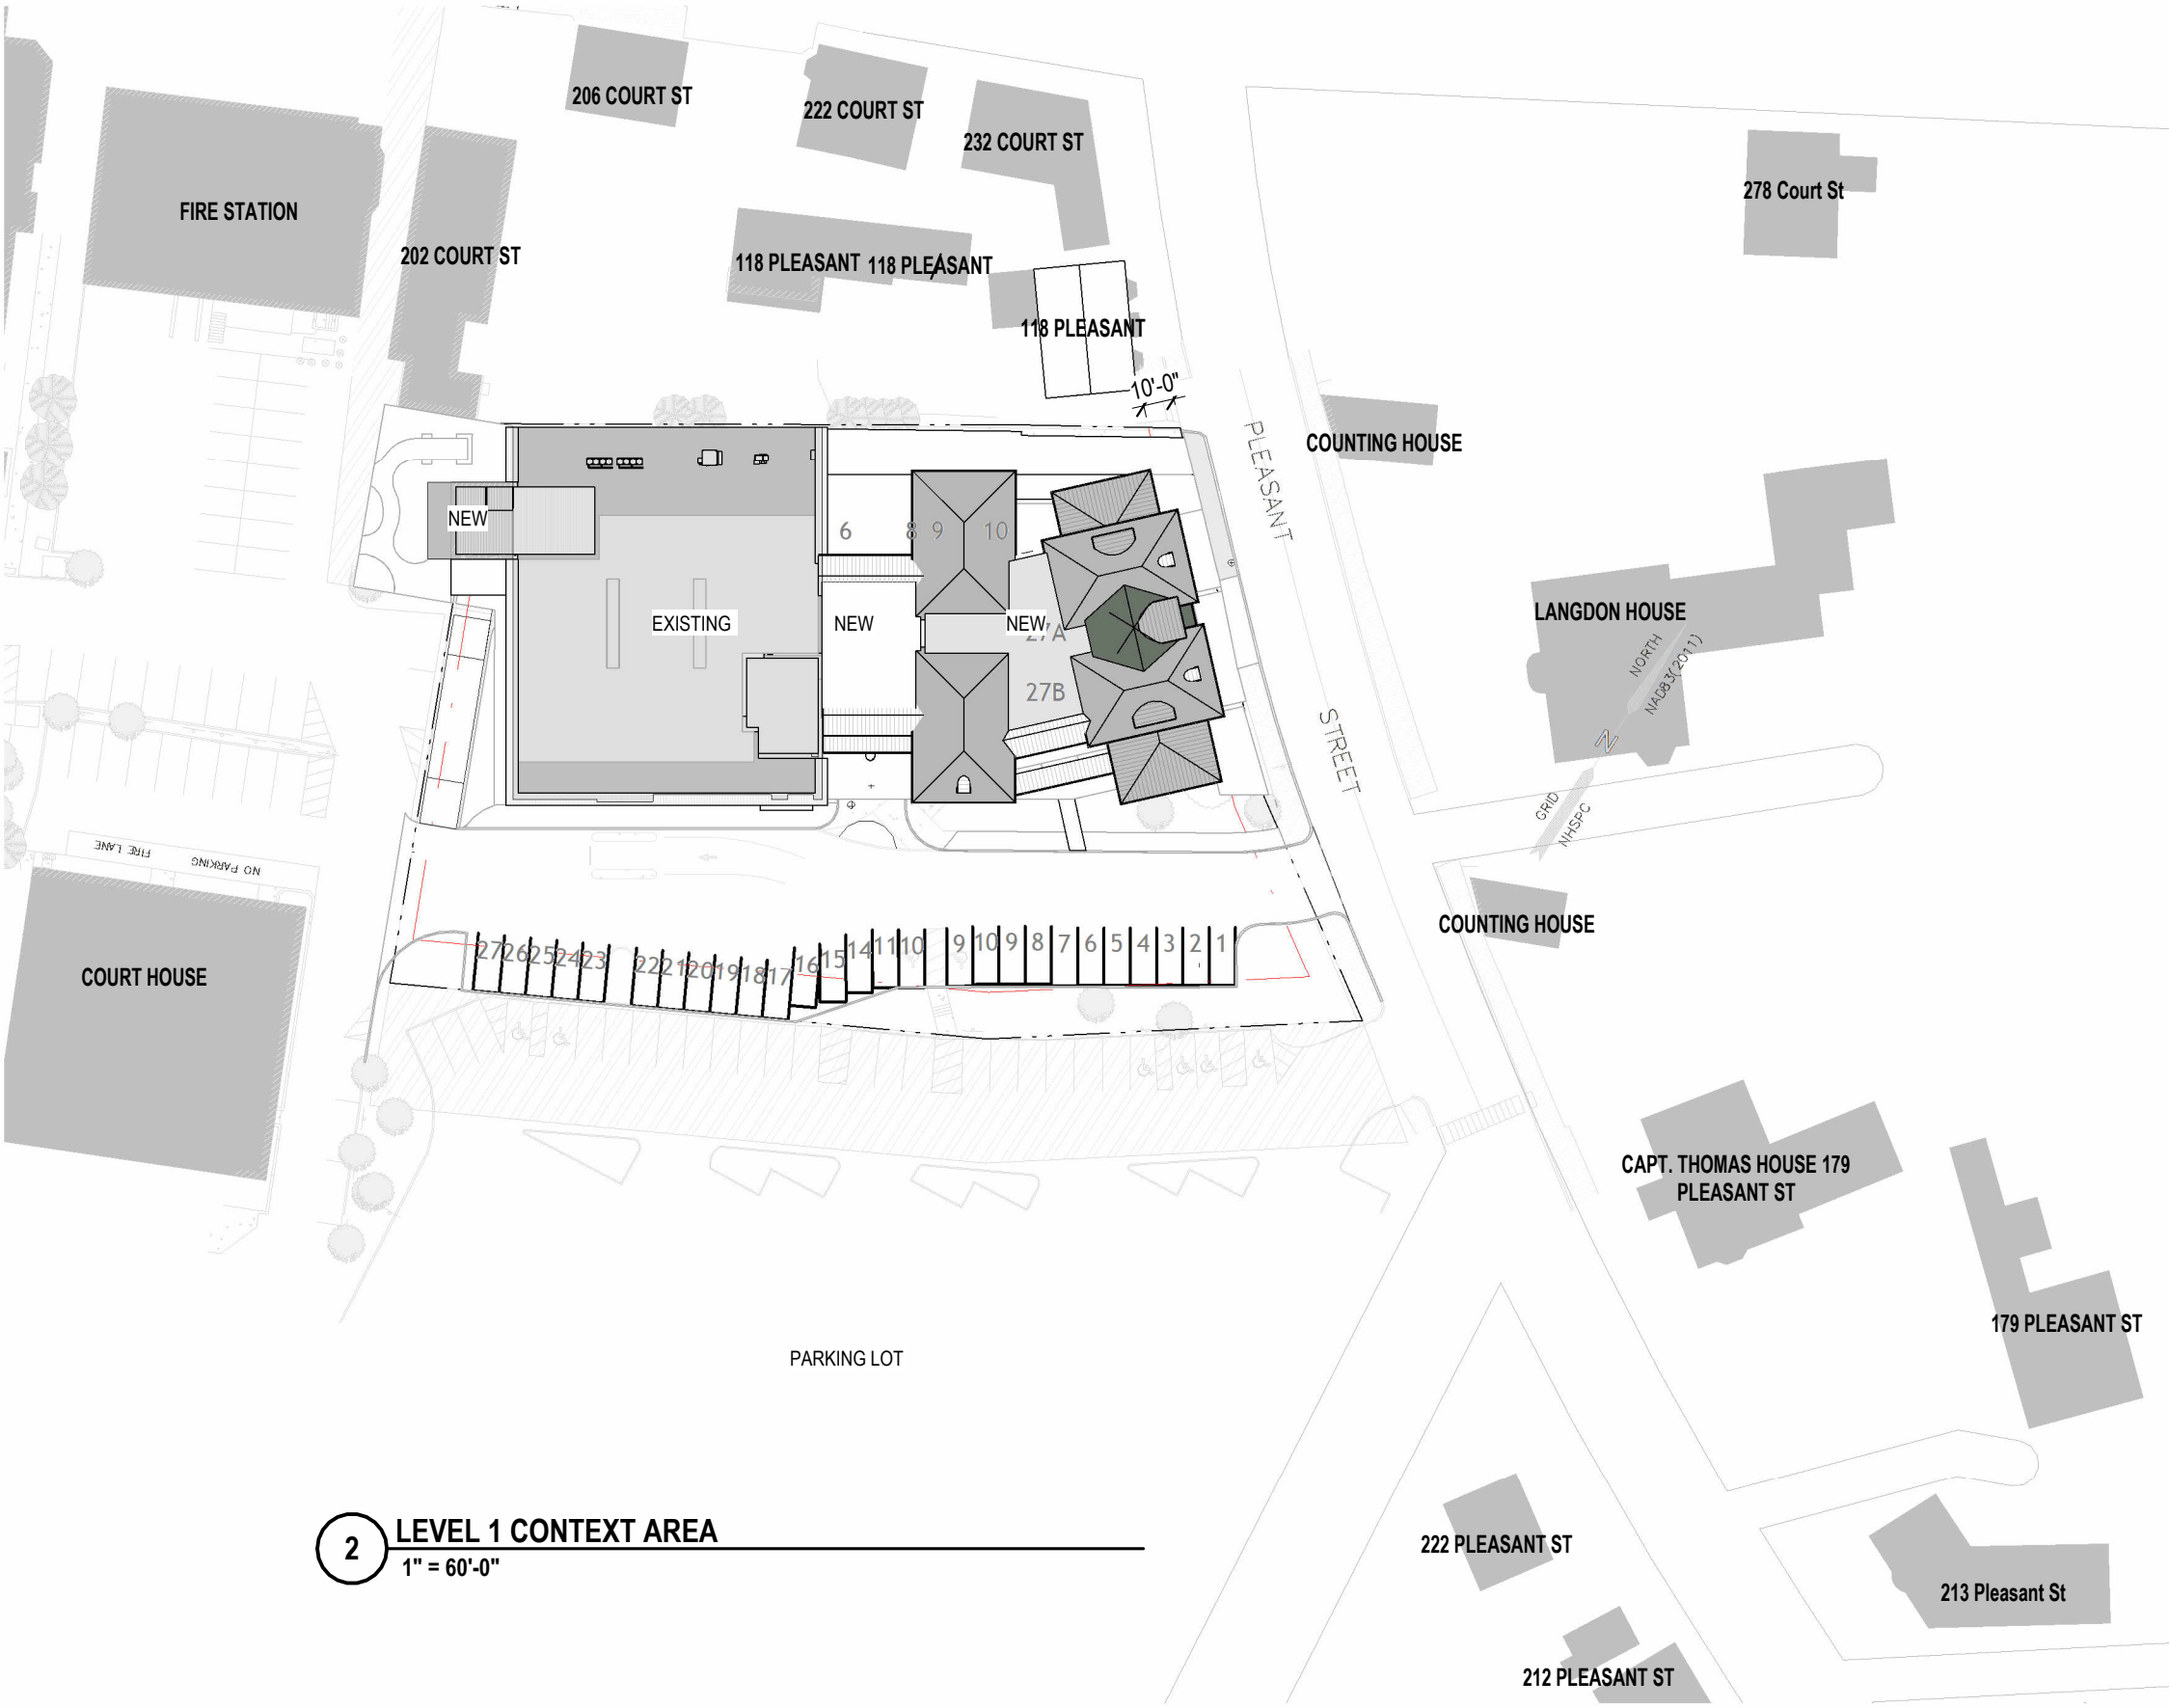 206 COURT ST
222 COURT ST
232 COURT ST
278 Court St
FIRE STATION
202 COURT ST
118 PLEASANT
118 PLEASANT
118 PLEASANT
10'-0"
PLEASANT
COUNTING HOUSE
NEW
6
8
9
10
EXISTING
NEW
NEW
27A
27B
LANGDON HOUSE
NORTH
NAD83(2011)
N
GRID
NHSPC
STREET
NO PARKING
FIRE LANE
COUNTING HOUSE
COURT HOUSE
27 26 25 24 23 22 21 20 19 18 17 16 15 14 11 10 9 10 9 8 7 6 5 4 3 2 1
CAPT. THOMAS HOUSE 179
PLEASANT ST
179 PLEASANT ST
PARKING LOT
2
LEVEL 1 CONTEXT AREA
1" = 60'-0"
222 PLEASANT ST
213 Pleasant St
212 PLEASANT ST